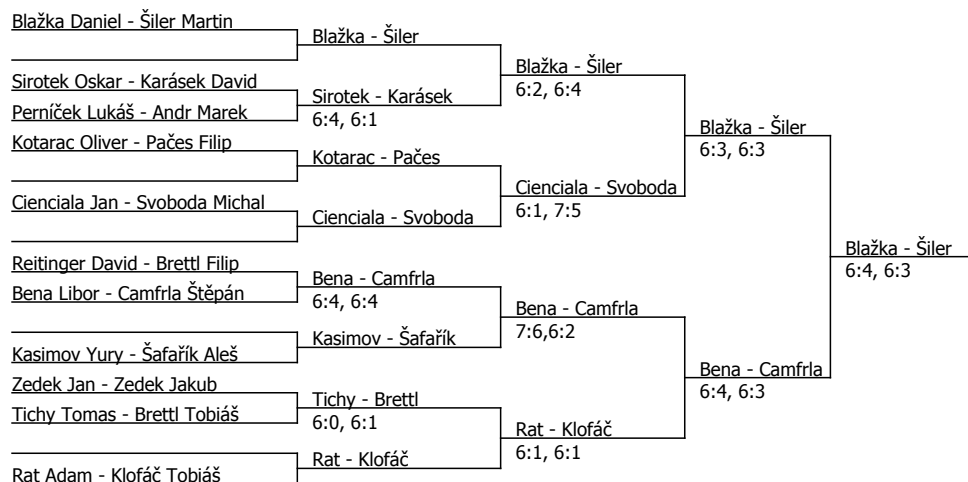 Blažka Daniel - Šiler Martin
Blažka - Šiler
Blažka - Šiler
6:2, 6:4
Sirotek Oskar - Karásek David
Sirotek - Karásek
6:4, 6:1
Perníček Lukáš - Andr Marek
Blažka - Šiler
6:3, 6:3
Kotarac Oliver - Pačes Filip
Kotarac - Pačes
Cienciala - Svoboda
6:1, 7:5
Cienciala Jan - Svoboda Michal
Cienciala - Svoboda
Blažka - Šiler
6:4, 6:3
Reitinger David - Brettl Filip
Bena - Camfrla
6:4, 6:4
Bena Libor - Camfrla Štěpán
Bena - Camfrla
7:6,6:2
Kasimov - Šafařík
Kasimov Yury - Šafařík Aleš
Bena - Camfrla
6:4, 6:3
Zedek Jan - Zedek Jakub
Tichy - Brettl
6:0, 6:1
Tichy Tomas - Brettl Tobiáš
Rat - Klofáč
6:1, 6:1
Rat - Klofáč
Rat Adam - Klofáč Tobiáš